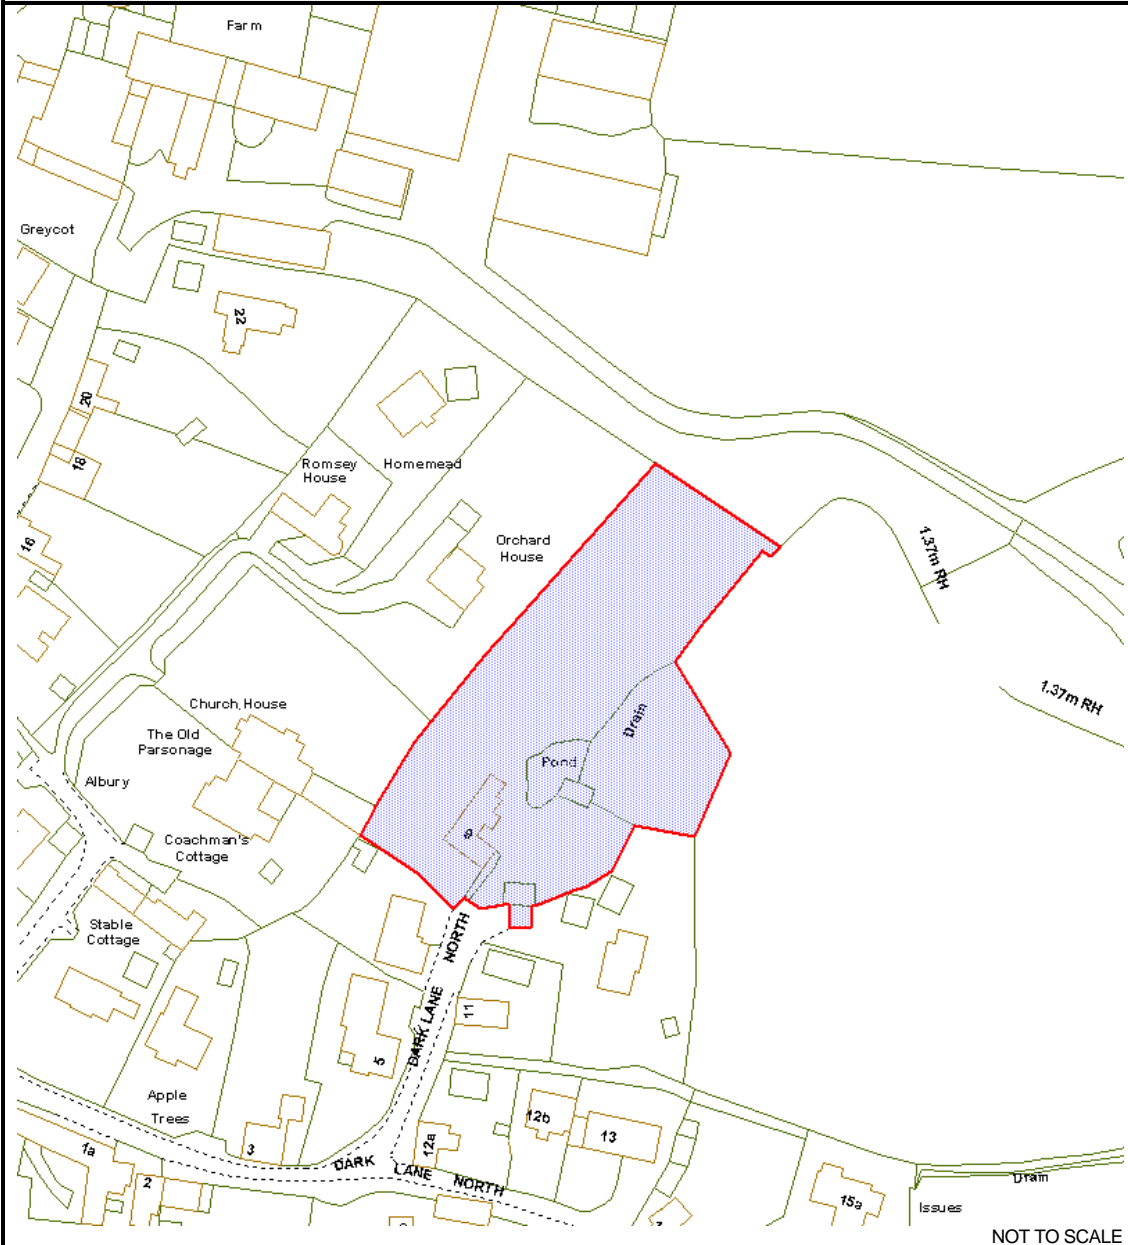 Farm
Greycot
22
20
18
16
Romsey
House
Homemead
Orchard
House
1.37m RH
1.37m RH
Church House
The Old
Parsonage
Albury
Coachman's
Cottage
Drain
Pond
9
Stable
Cottage
DARK LANE NORTH
11
5
Apple
Trees
3
1a
2
12a
12b
13
DARK LANE NORTH
15a
Drain
Issues
NOT TO SCALE